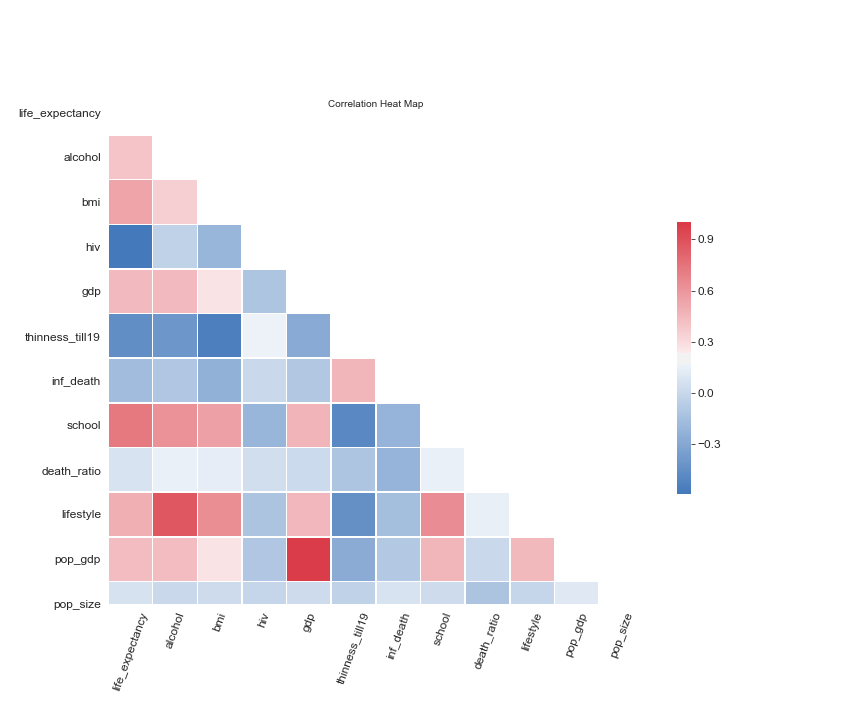 Correlation Heat Map
life_expectancy
alcohol
bmi
hiv
gdp
thinness_till19
inf_death
school
death_ratio
lifestyle
pop_gdp
pop_size
life_expectancy
alcohol
bmi
hiv
gdp
thinness_till19
inf_death
school
death_ratio
lifestyle
pop_gdp
pop_size
0.9
0.6
0.3
0.0
−0.3